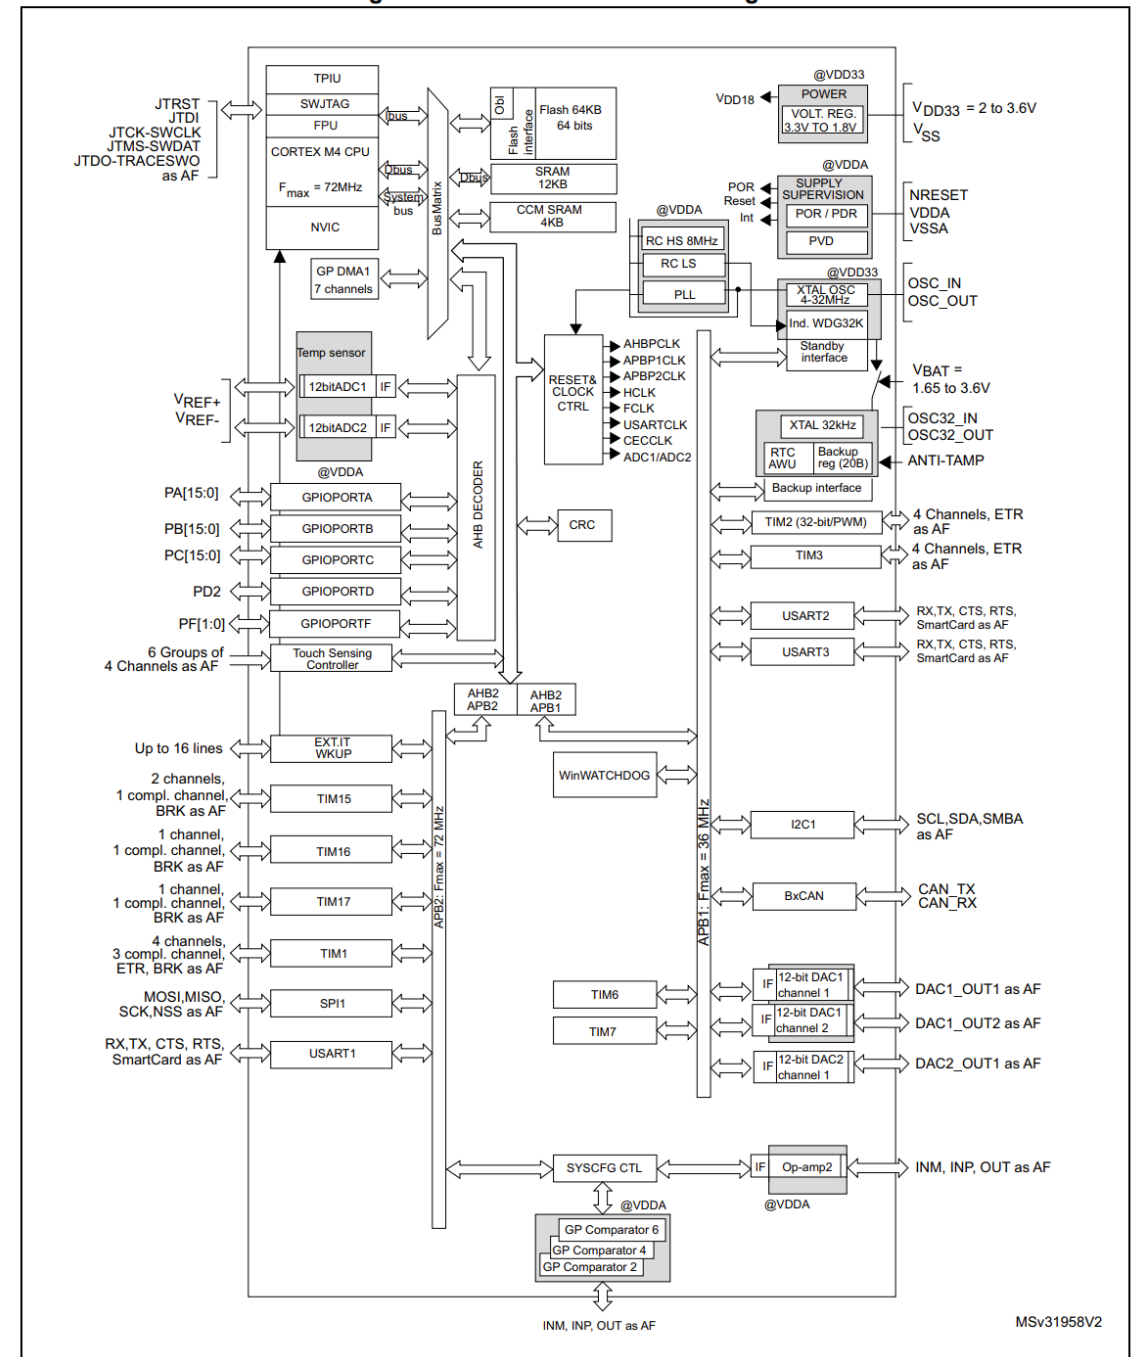 TPIU
SWJTAG
FPU
CORTEX M4 CPU
Fmax = 72MHz
NVIC
JTRST
JTDI
JTCK-SWCLK
JTMS-SWDAT
JTDO-TRACESWO
as AF
Ibus
Dbus
System
bus
BusMatrix
Obl
Flash
interface
Flash 64KB
64 bits
Dbus
SRAM
12KB
CCM SRAM
4KB
GP DMA1
7 channels
@VDD33
POWER
VOLT. REG.
3.3V TO 1.8V
VDD18
VDD33 = 2 to 3.6V
VSS
@VDDA
SUPPLY
SUPERVISION
POR / PDR
PVD
POR
Reset
Int
NRESET
VDDA
VSSA
@VDDA
RC HS 8MHz
RC LS
PLL
@VDD33
XTAL OSC
4-32MHz
Ind. WDG32K
Standby
interface
OSC_IN
OSC_OUT
VBAT =
1.65 to 3.6V
RESET&
CLOCK
CTRL
AHBPCLK
APBP1CLK
APBP2CLK
HCLK
FCLK
USARTCLK
CECCLK
ADC1/ADC2
XTAL 32kHz
RTC
AWU
Backup
reg (20B)
Backup interface
OSC32_IN
OSC32_OUT
ANTI-TAMP
Temp sensor
12bitADC1
IF
12bitADC2
IF
@VDDA
VREF+
VREF-
AHB DECODER
PA[15:0]
GPIOPORTA
PB[15:0]
GPIOPORTB
PC[15:0]
GPIOPORTC
PD2
GPIOPORTD
PF[1:0]
GPIOPORTF
6 Groups of
4 Channels as AF
Touch Sensing
Controller
CRC
AHB2
APB2
AHB2
APB1
TIM2 (32-bit/PWM)
4 Channels, ETR
as AF
TIM3
4 Channels, ETR
as AF
USART2
RX,TX, CTS, RTS,
SmartCard as AF
USART3
RX,TX, CTS, RTS,
SmartCard as AF
Up to 16 lines
EXT.IT
WKUP
2 channels,
1 compl. channel,
BRK as AF
TIM15
1 channel,
1 compl. channel,
BRK as AF
TIM16
1 channel,
1 compl. channel,
BRK as AF
TIM17
4 channels,
3 compl. channel,
ETR, BRK as AF
TIM1
MOSI,MISO,
SCK,NSS as AF
SPI1
RX,TX, CTS, RTS,
SmartCard as AF
USART1
APB2: Fmax = 72 MHz
WinWATCHDOG
APB1: Fmax = 36 MHz
I2C1
SCL,SDA,SMBA
as AF
BxCAN
CAN_TX
CAN_RX
TIM6
TIM7
IF
12-bit DAC1
channel 1
DAC1_OUT1 as AF
IF
12-bit DAC1
channel 2
DAC1_OUT2 as AF
IF
12-bit DAC2
channel 1
DAC2_OUT1 as AF
SYSCFG CTL
IF
Op-amp2
INM, INP, OUT as AF
@VDDA
@VDDA
GP Comparator 6
GP Comparator 4
GP Comparator 2
INM, INP, OUT as AF
MSv31958V2